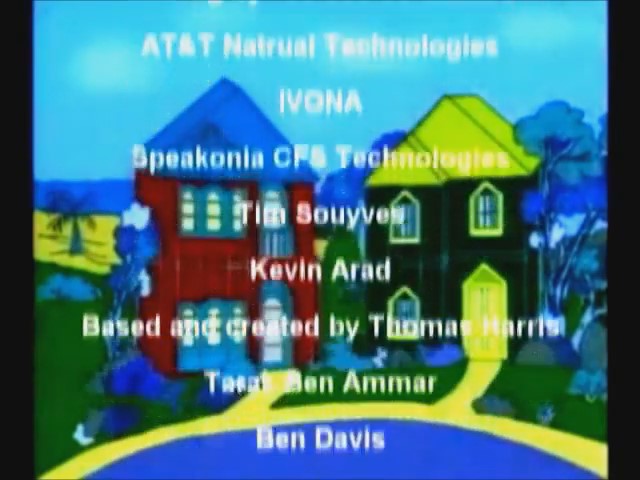 AT&T Natrual Technologies
IVONA
Speakonia CFS Technologies
Tim Souyves
Kevin Arad
Based and created by Thomas Harris
Tarak Ben Ammar
Ben Davis